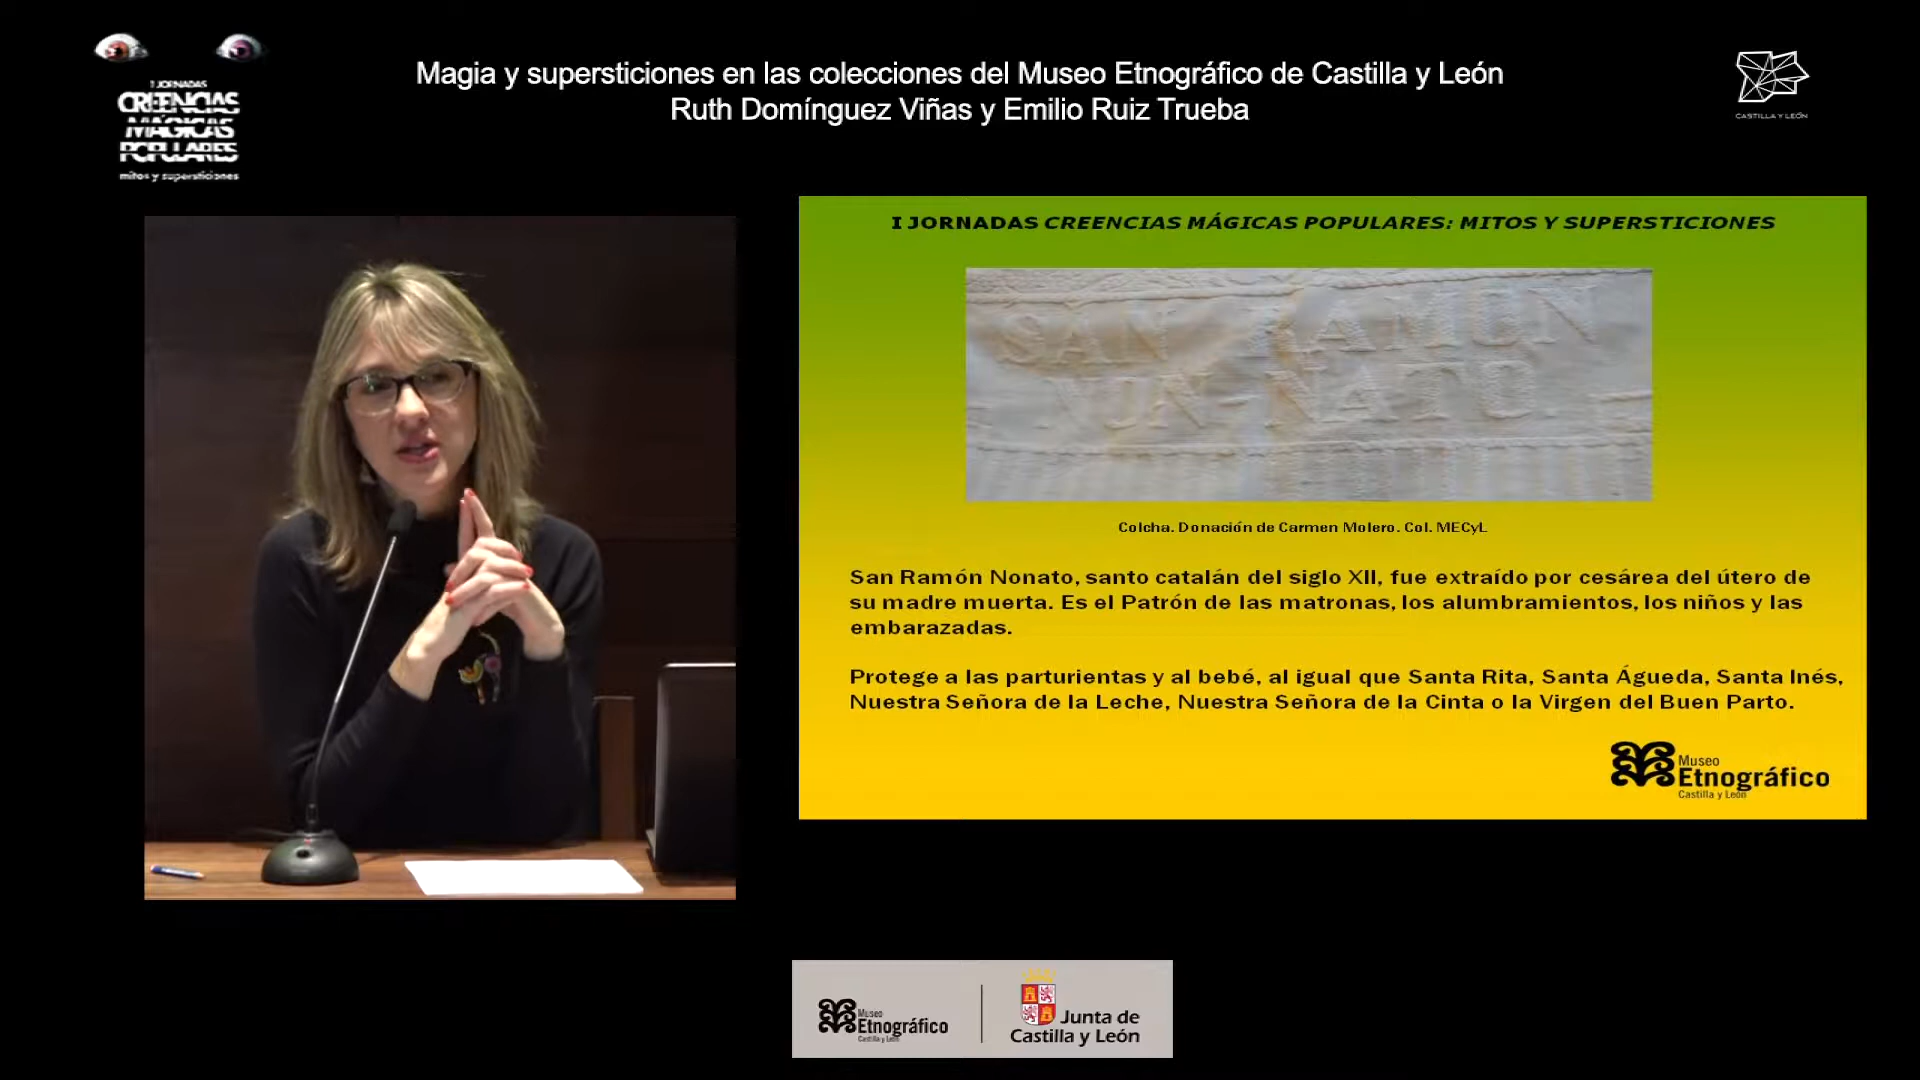 I JORNADAS
CREENCIAS
MÁGICAS
POPULARES
mitos y supersticiones
Magia y supersticiones en las colecciones del Museo Etnográfico de Castilla y León
Ruth Domínguez Viñas y Emilio Ruiz Trueba
CASTILLA Y LEÓN
I JORNADAS CREENCIAS MÁGICAS POPULARES: MITOS Y SUPERSTICIONES
SAN RAMON
NON-NATO
Colcha. Donación de Carmen Molero. Col. MECyL
San Ramón Nonato, santo catalán del siglo XII, fue extraído por cesárea del útero de
su madre muerta. Es el Patrón de las matronas, los alumbramientos, los niños y las
embarazadas.
Protege a las parturientas y al bebé, al igual que Santa Rita, Santa Águeda, Santa Inés,
Nuestra Señora de la Leche, Nuestra Señora de la Cinta o la Virgen del Buen Parto.
Museo
Etnográfico
Castilla y León
Museo
Etnográfico
Castilla y León
Junta de
Castilla y León